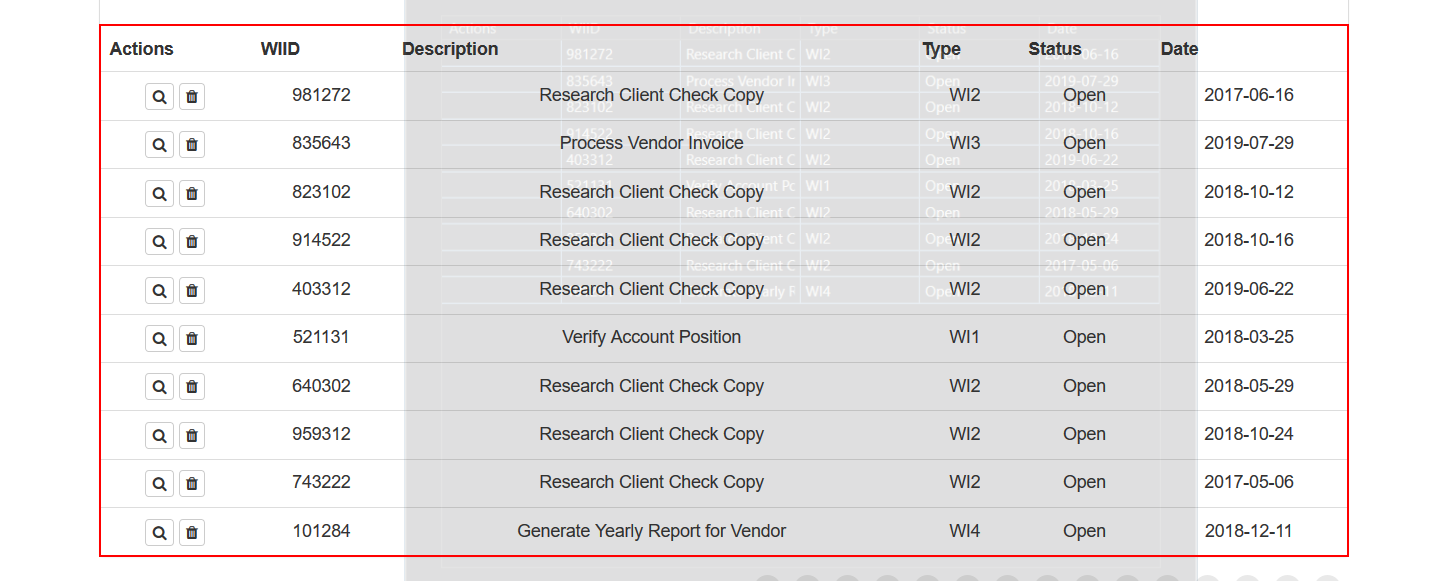 Actions WIID Description Type Status Date
981272 Research Client Check Copy WI2 Open 2017-06-16
835643 Process Vendor Invoice WI3 Open 2019-07-29
823102 Research Client Check Copy WI2 Open 2018-10-12
914522 Research Client Check Copy WI2 Open 2018-10-16
403312 Research Client Check Copy WI2 Open 2019-06-22
521131 Verify Account Position WI1 Open 2018-03-25
640302 Research Client Check Copy WI2 Open 2018-05-29
959312 Research Client Check Copy WI2 Open 2018-10-24
743222 Research Client Check Copy WI2 Open 2017-05-06
101284 Generate Yearly Report for Vendor WI4 Open 2018-12-11